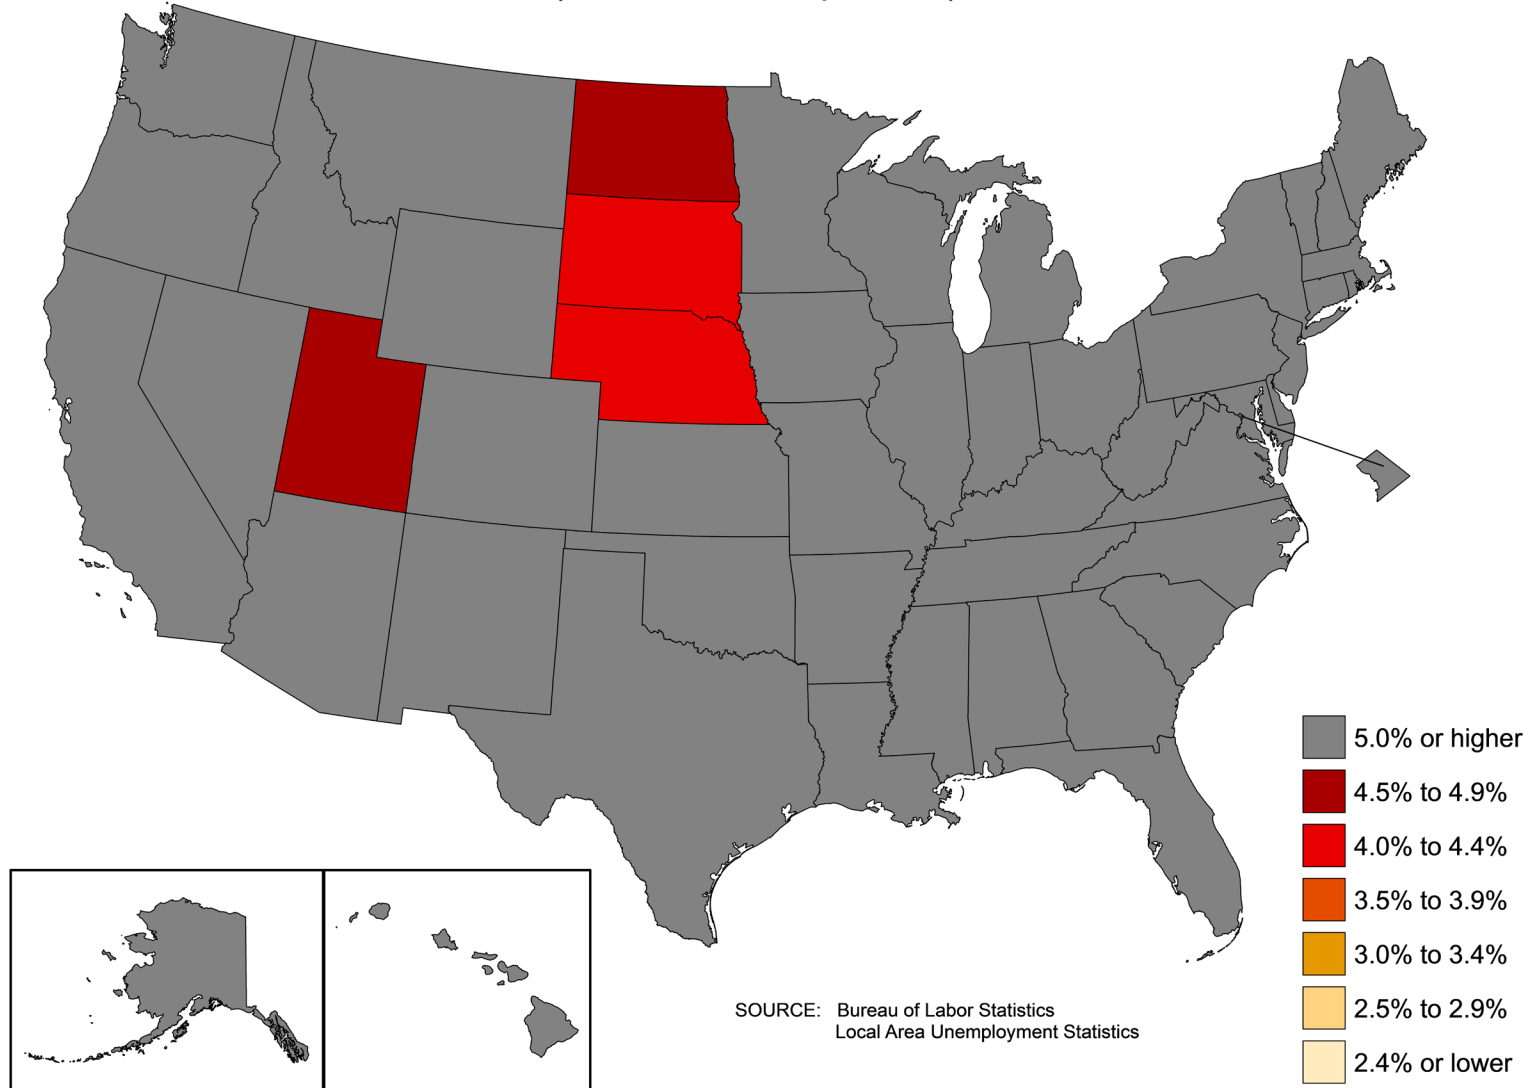 5.0% or higher
4.5% to 4.9%
4.0% to 4.4%
3.5% to 3.9%
3.0% to 3.4%
2.5% to 2.9%
2.4% or lower
SOURCE: Bureau of Labor Statistics
Local Area Unemployment Statistics